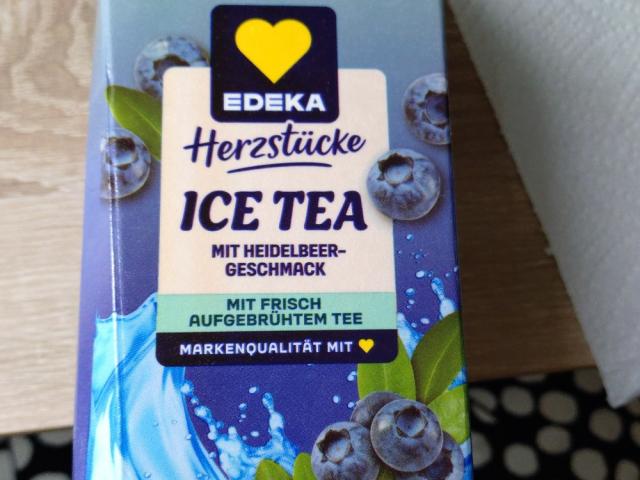 EDEKA
Herzstücke
ICE TEA
MIT HEIDELBEER-
GESCHMACK
MIT FRISCH
AUFGEBRÜHTEM TEE
MARKENQUALITÄT MIT